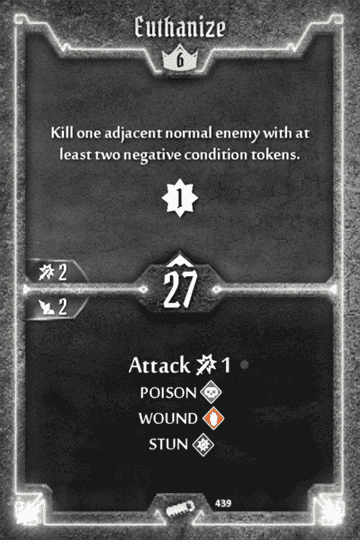 Euthanize
6
Kill one adjacent normal enemy with at
least two negative condition tokens.
1
2
27
2
Attack 1
POISON
WOUND
STUN
439